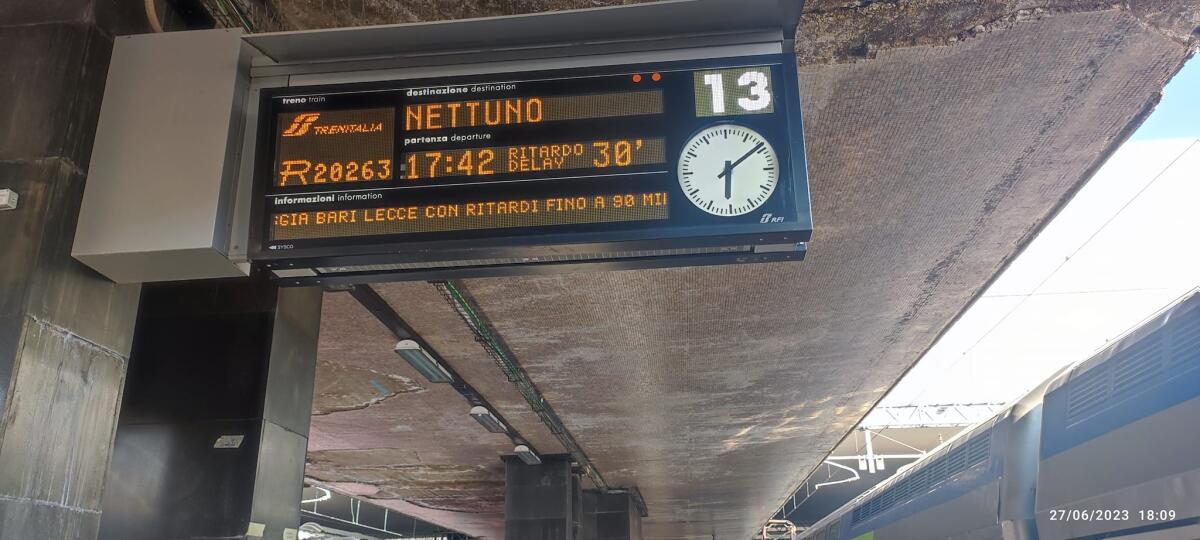 treno train
TRENITALIA
R20263
destinazione destination
NETTUNO
partenza departure
17:42 RITARDO DELAY 30'
13
informazioni information
GIA BARI LECCE CON RITARDI FINO A 90 MI
RFI
SYSCO
27/06/2023 18:09